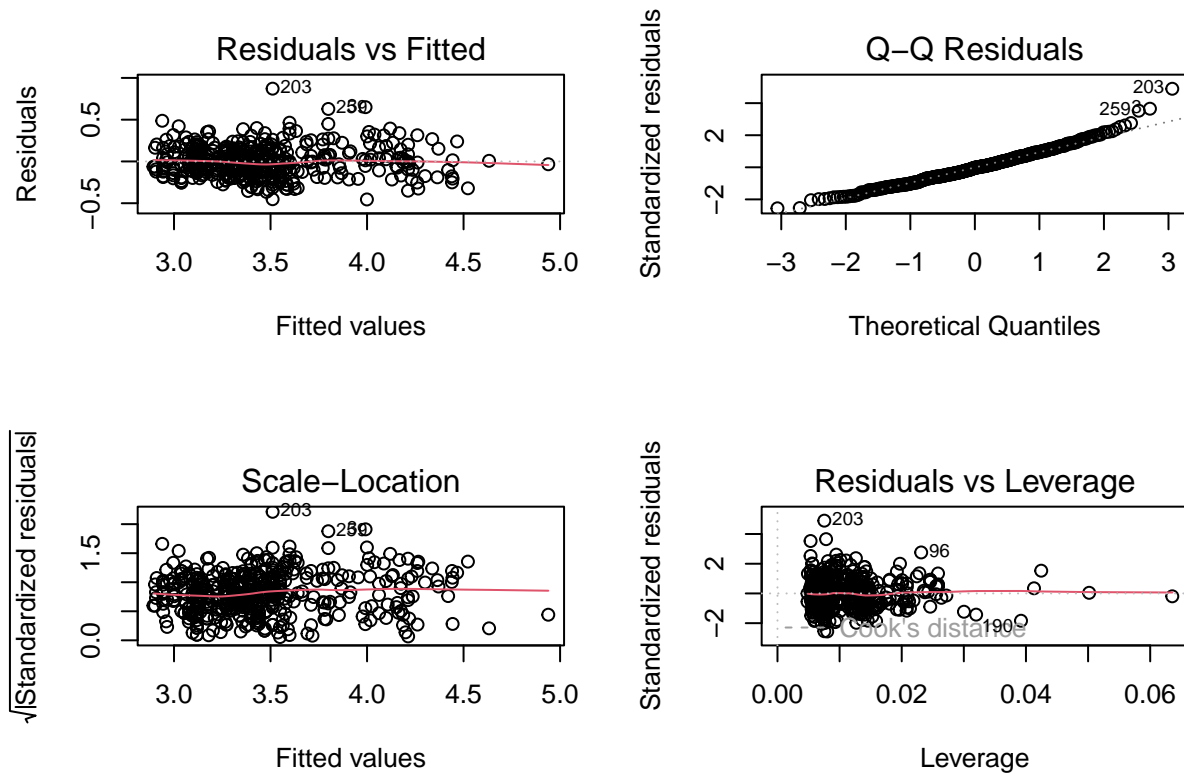 Residuals vs Fitted
Residuals
0.5
−0.5
203
259
3.0 3.5 4.0 4.5 5.0
Fitted values
Q−Q Residuals
Standardized residuals
2
−2
203
259
−3 −2 −1 0 1 2 3
Theoretical Quantiles
Scale−Location
√|Standardized residuals|
1.5
0.0
203
259
3.0 3.5 4.0 4.5 5.0
Fitted values
Residuals vs Leverage
Standardized residuals
2
−2
203
96
190
Cook's distance
0.00 0.02 0.04 0.06
Leverage